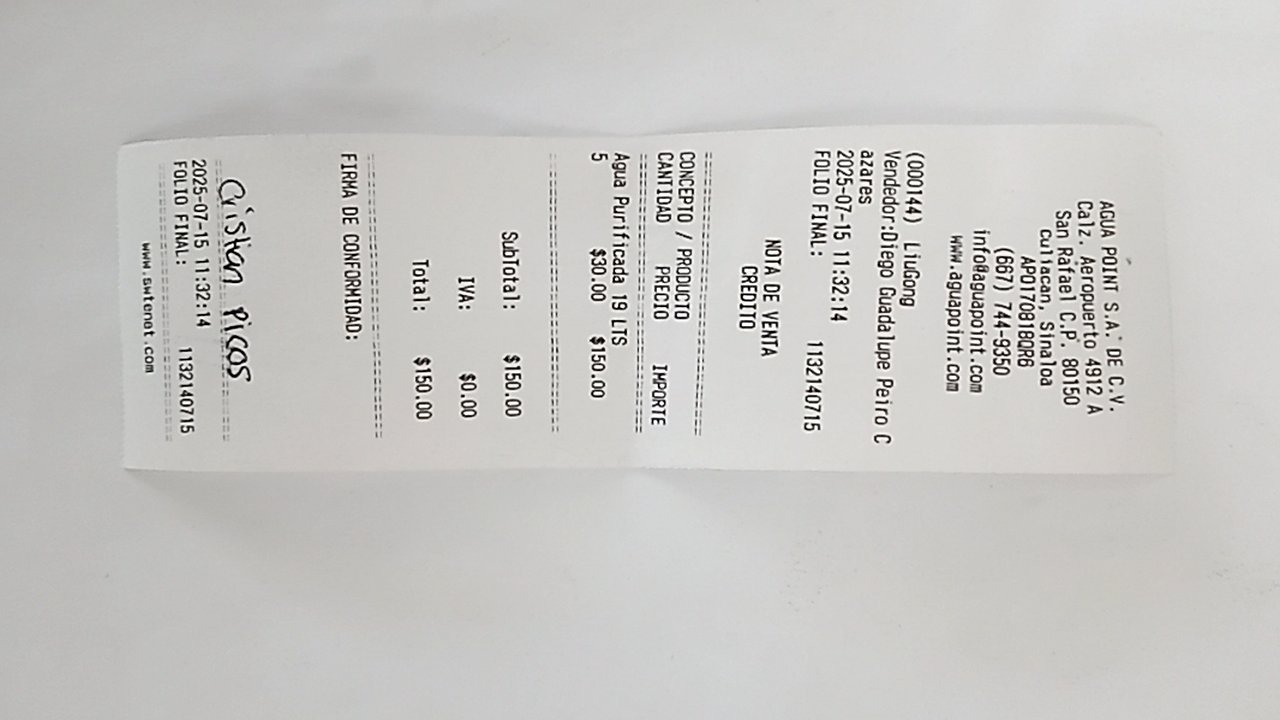 AGUA POINT S.A. DE C.V.
Calz. Aeropuerto 4912 A
San Rafael C.P. 80150
Culiacan, Sinaloa
APO170818QR6
(667) 744-9350
info@aguapoint.com
www.aguapoint.com
(000144) LiuGong
Vendedor:Diego Guadalupe Peiro C
azares
2025-07-15 11:32:14
FOLIO FINAL: 1132140715
NOTA DE VENTA
CREDITO
================================
CONCEPTO / PRODUCTO
CANTIDAD PRECIO IMPORTE
================================
Agua Purificada 19 LTS
5 $30.00 $150.00
================================
SubTotal: $150.00
IVA: $0.00
Total: $150.00
================================
FIRMA DE CONFORMIDAD:
Cristian Picos
================================
2025-07-15 11:32:14
FOLIO FINAL: 1132140715
================================
www.swtenet.com